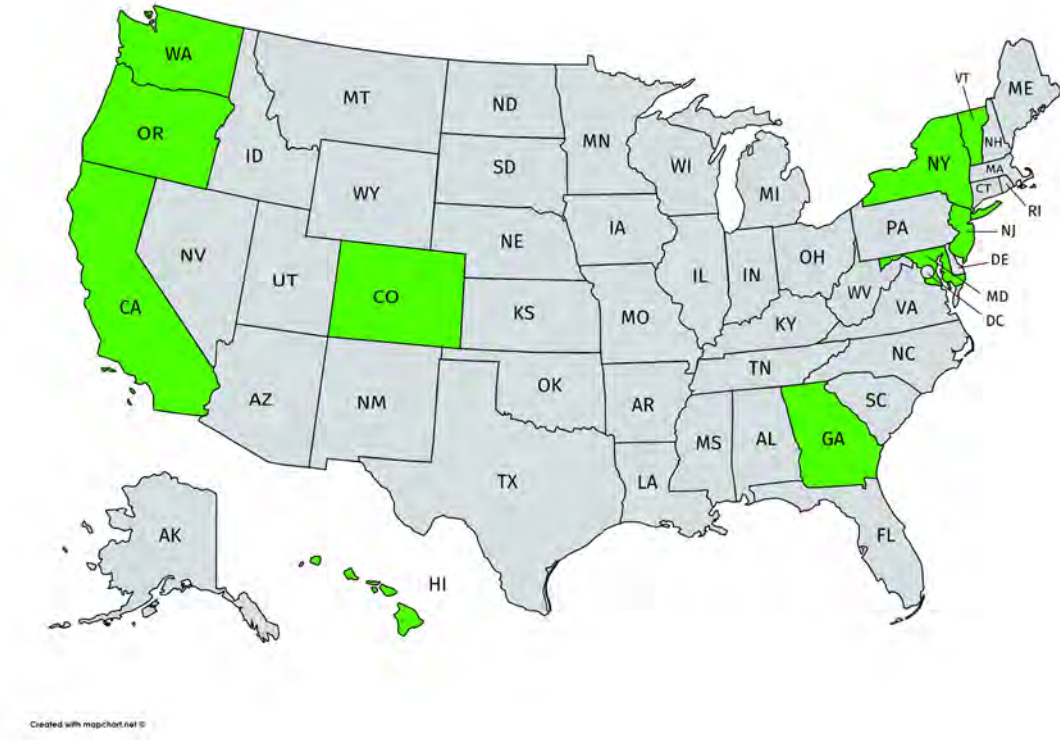 WA
MT
ND
MN
VT
ME
OR
ID
SD
WI
MI
NY
NH
MA
CT
RI
WY
IA
PA
NJ
NV
UT
NE
IL
IN
OH
DE
CA
CO
KS
MO
WV
VA
MD
DC
KY
AZ
NM
OK
TN
NC
AR
SC
MS
AL
GA
TX
LA
FL
AK
HI
Created with mapchart.net ©